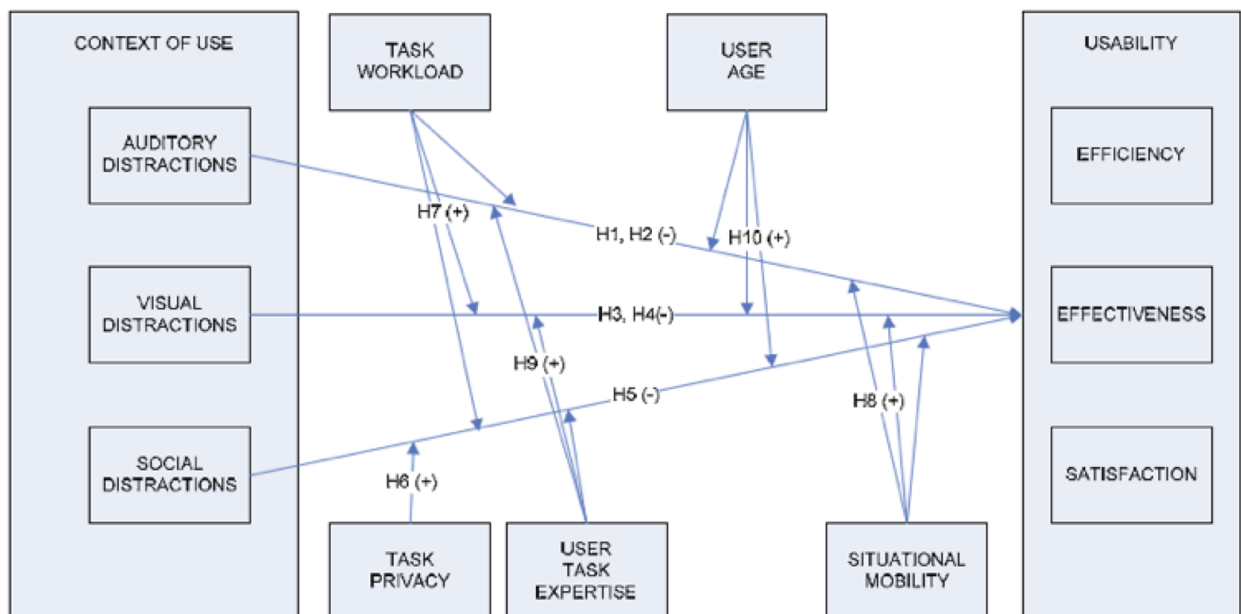 CONTEXT OF USE
TASK
WORKLOAD
USER
AGE
USABILITY
AUDITORY
DISTRACTIONS
EFFICIENCY
H7 (+)
H1, H2 (-)
H10 (+)
VISUAL
DISTRACTIONS
H3, H4(-)
EFFECTIVENESS
H9 (+)
H5 (-)
H8 (+)
SOCIAL
DISTRACTIONS
H6 (+)
SATISFACTION
TASK
PRIVACY
USER
TASK
EXPERTISE
SITUATIONAL
MOBILITY